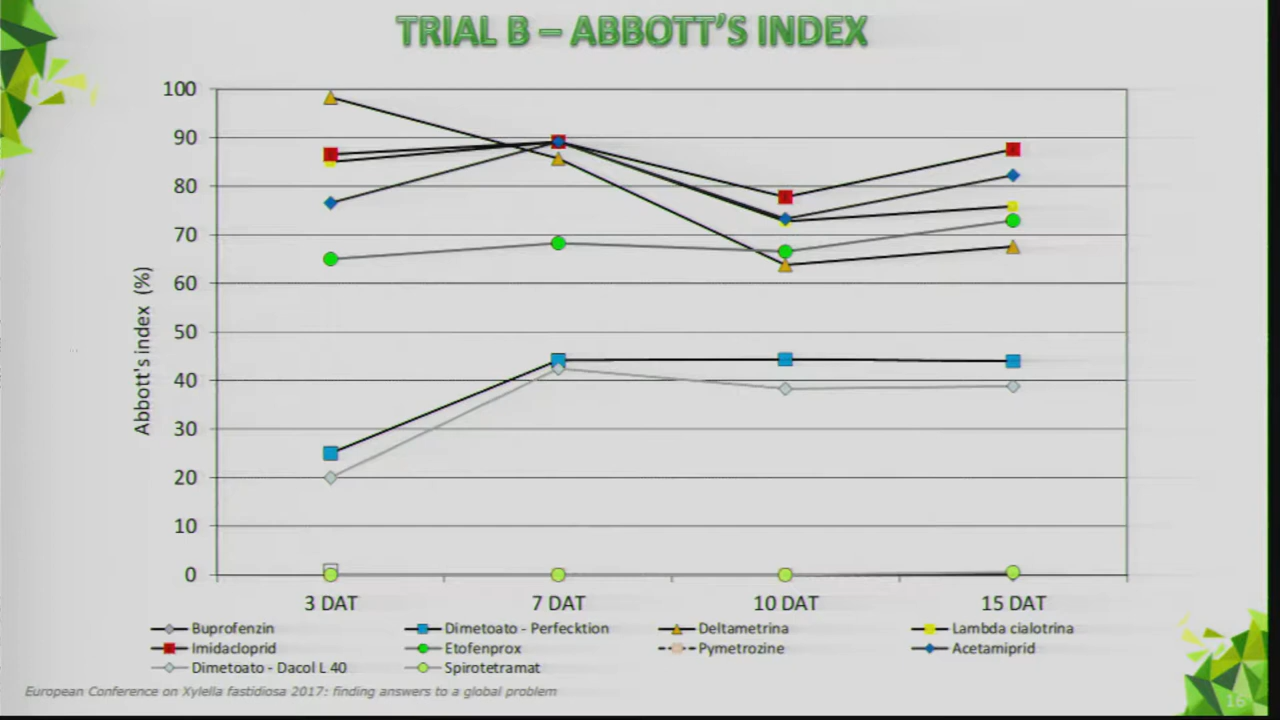 TRIAL B – ABBOTT'S INDEX
100
90
80
70
60
50
40
30
20
10
0
Abbott's index (%)
3 DAT 7 DAT 10 DAT 15 DAT
Buprofenzin Dimetoato - Perfecktion Deltametrina Lambda cialotrina
Imidacloprid Etofenprox Pymetrozine Acetamiprid
Dimetoato - Dacol L 40 Spirotetramat
European Conference on Xylella fastidiosa 2017: finding answers to a global problem
16